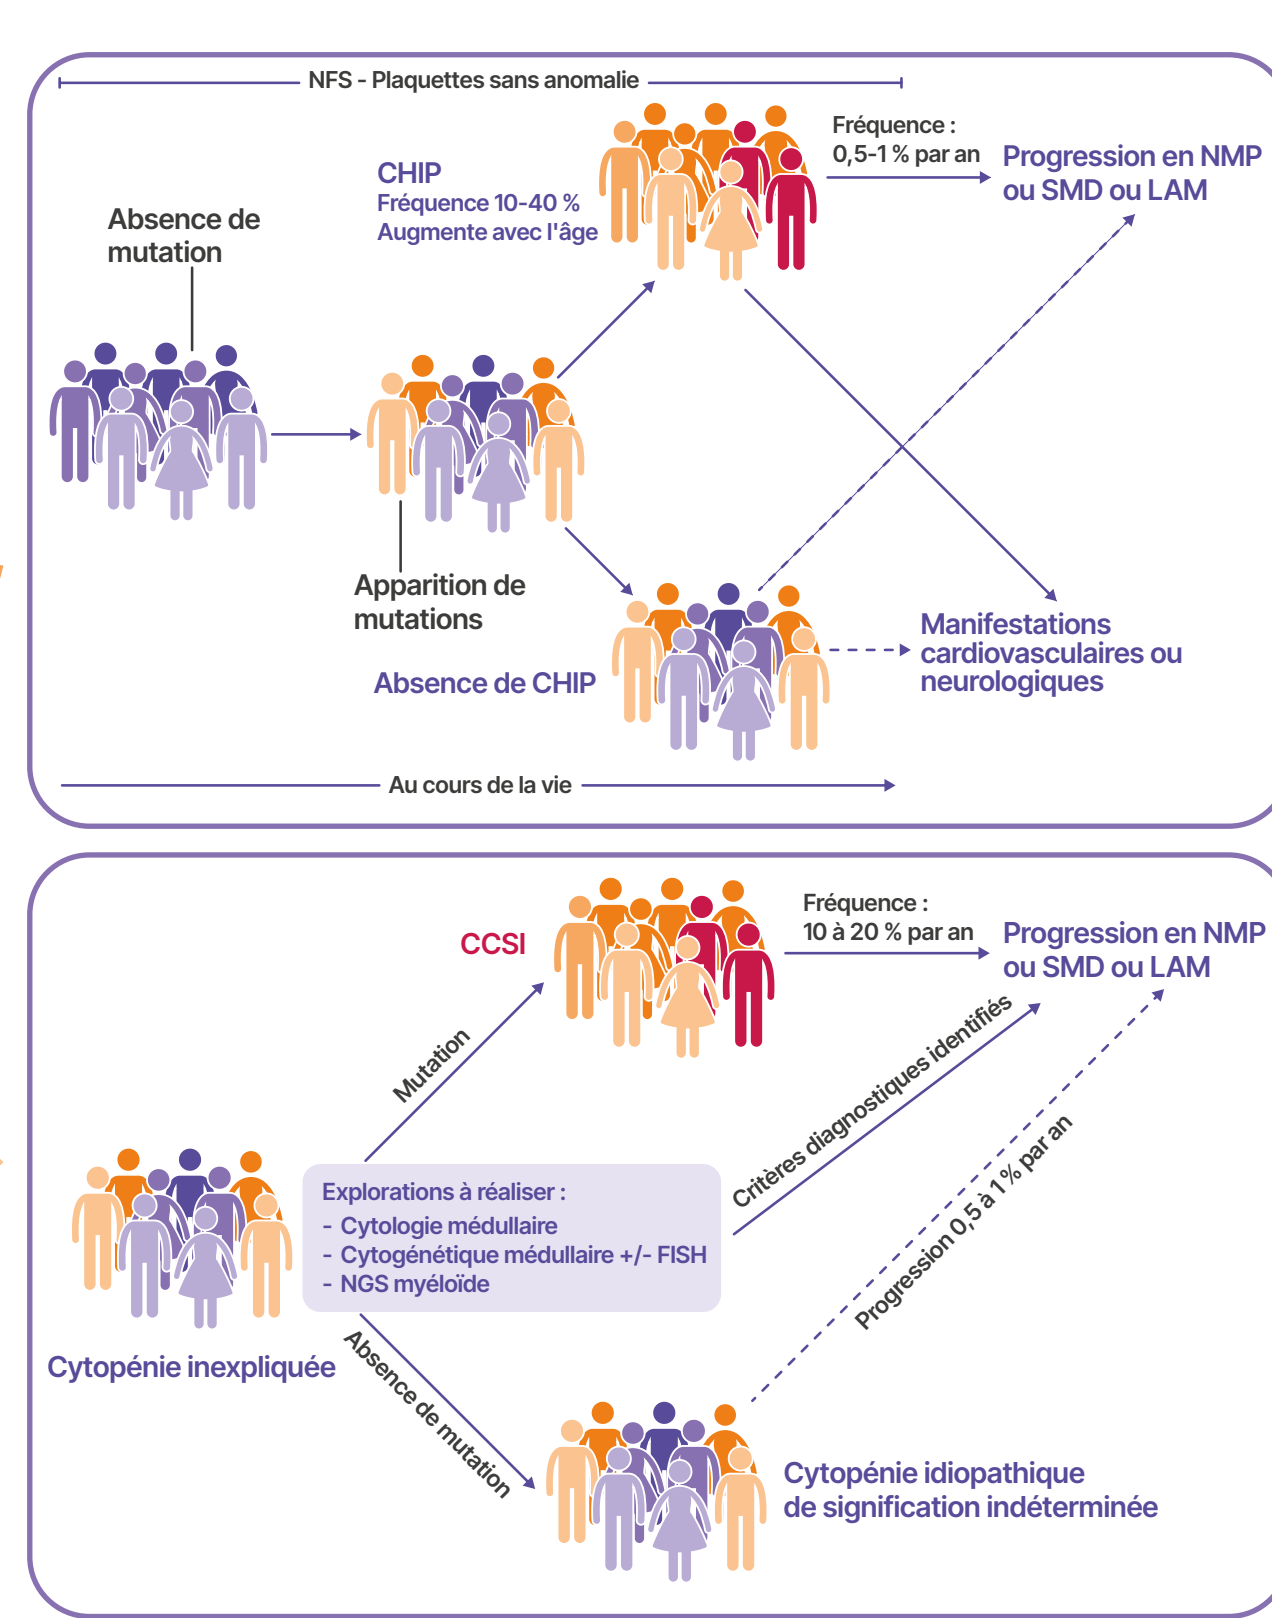 NFS - Plaquettes sans anomalie
Fréquence :
0,5-1 % par an
Progression en NMP
ou SMD ou LAM
CHIP
Fréquence 10-40 %
Augmente avec l'âge
Absence de
mutation
Apparition de
mutations
Absence de CHIP
Manifestations
cardiovasculaires ou
neurologiques
Au cours de la vie
CCSI
Fréquence :
10 à 20 % par an
Progression en NMP
ou SMD ou LAM
Mutation
Critères diagnostiques identifiés
Progression 0,5 à 1 % par an
Explorations à réaliser :
- Cytologie médullaire
- Cytogénétique médullaire +/- FISH
- NGS myéloïde
Cytopénie inexpliquée
Absence de mutation
Cytopénie idiopathique
de signification indéterminée